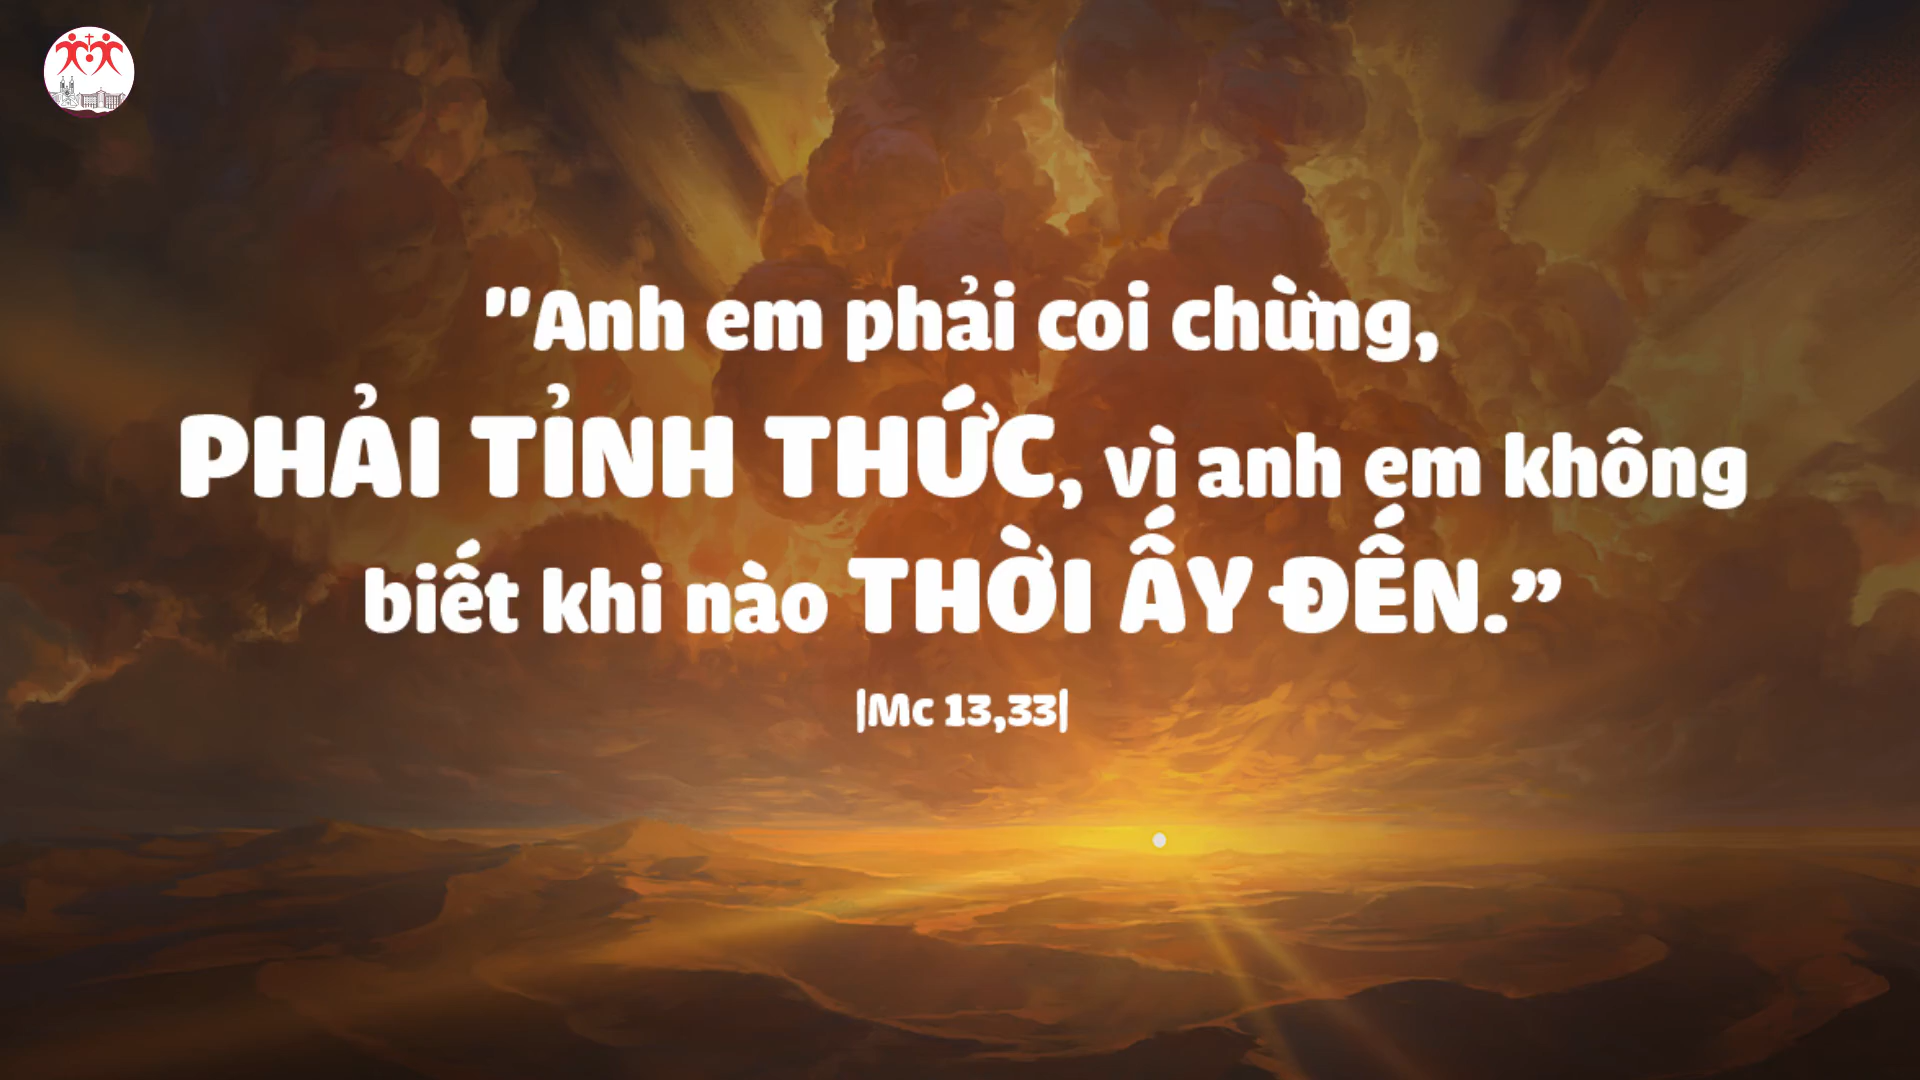 "Anh em phải coi chừng,
PHẢI TỈNH THỨC, vì anh em không
biết khi nào THỜI ẤY ĐẾN.”
|Mc 13,33|